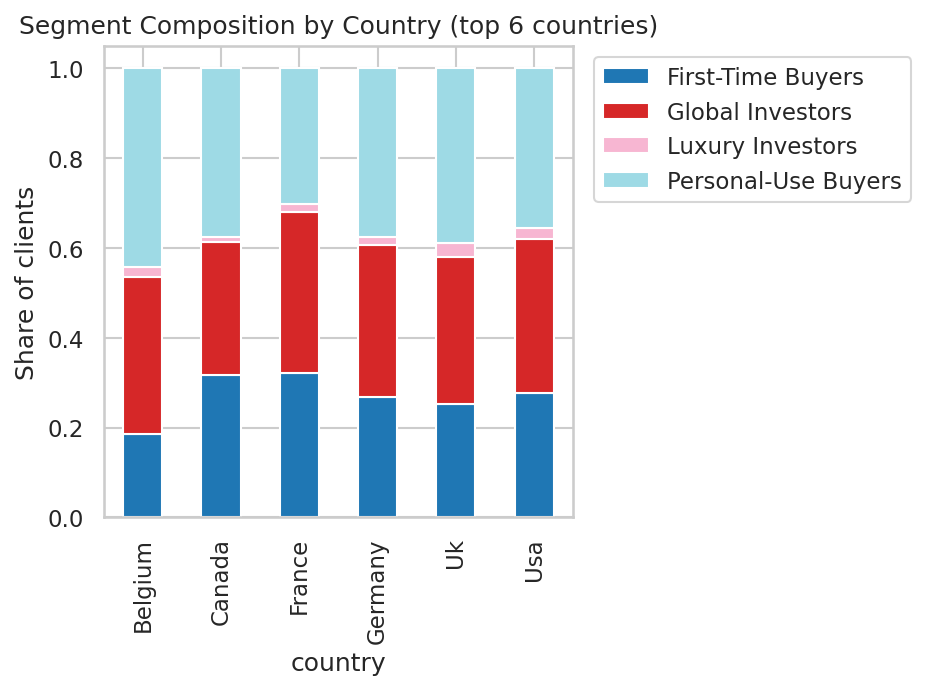 Segment Composition by Country (top 6 countries)
First-Time Buyers
Global Investors
Luxury Investors
Personal-Use Buyers
Share of clients
1.0
0.8
0.6
0.4
0.2
0.0
Belgium
Canada
France
Germany
Uk
Usa
country